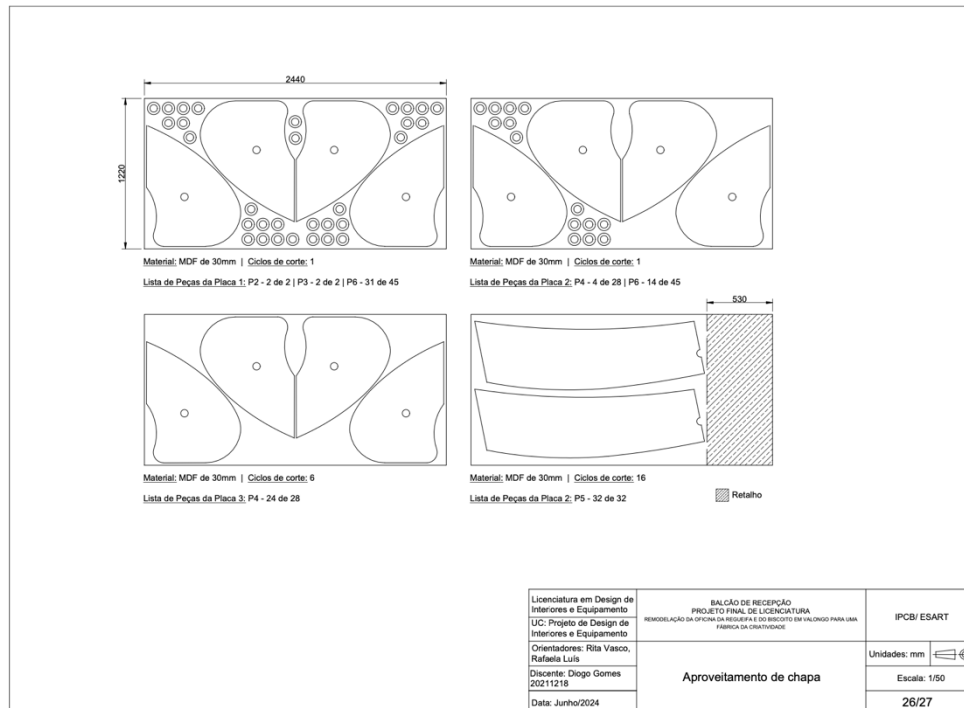 2440
1220
Material: MDF de 30mm | Ciclos de corte: 1
Lista de Peças da Placa 1: P2 - 2 de 2 | P3 - 2 de 2 | P6 - 31 de 45
Material: MDF de 30mm | Ciclos de corte: 1
Lista de Peças da Placa 2: P4 - 4 de 28 | P6 - 14 de 45
530
Material: MDF de 30mm | Ciclos de corte: 6
Lista de Peças da Placa 3: P4 - 24 de 28
Material: MDF de 30mm | Ciclos de corte: 16
Lista de Peças da Placa 2: P5 - 32 de 32
Retalho
Licenciatura em Design de
Interiores e Equipamento
UC: Projeto de Design de
Interiores e Equipamento
Orientadores: Rita Vasco,
Rafaela Luís
Discente: Diogo Gomes
20211218
Data: Junho/2024
BALCÃO DE RECEPÇÃO
PROJETO FINAL DE LICENCIATURA
REMODELAÇÃO DA OFICINA DA REGUEIFA E DO BISCOITO EM VALONGO PARA UMA
FÁBRICA DA CRIATIVIDADE
Aproveitamento de chapa
IPCB/ ESART
Unidades: mm
Escala: 1/50
26/27